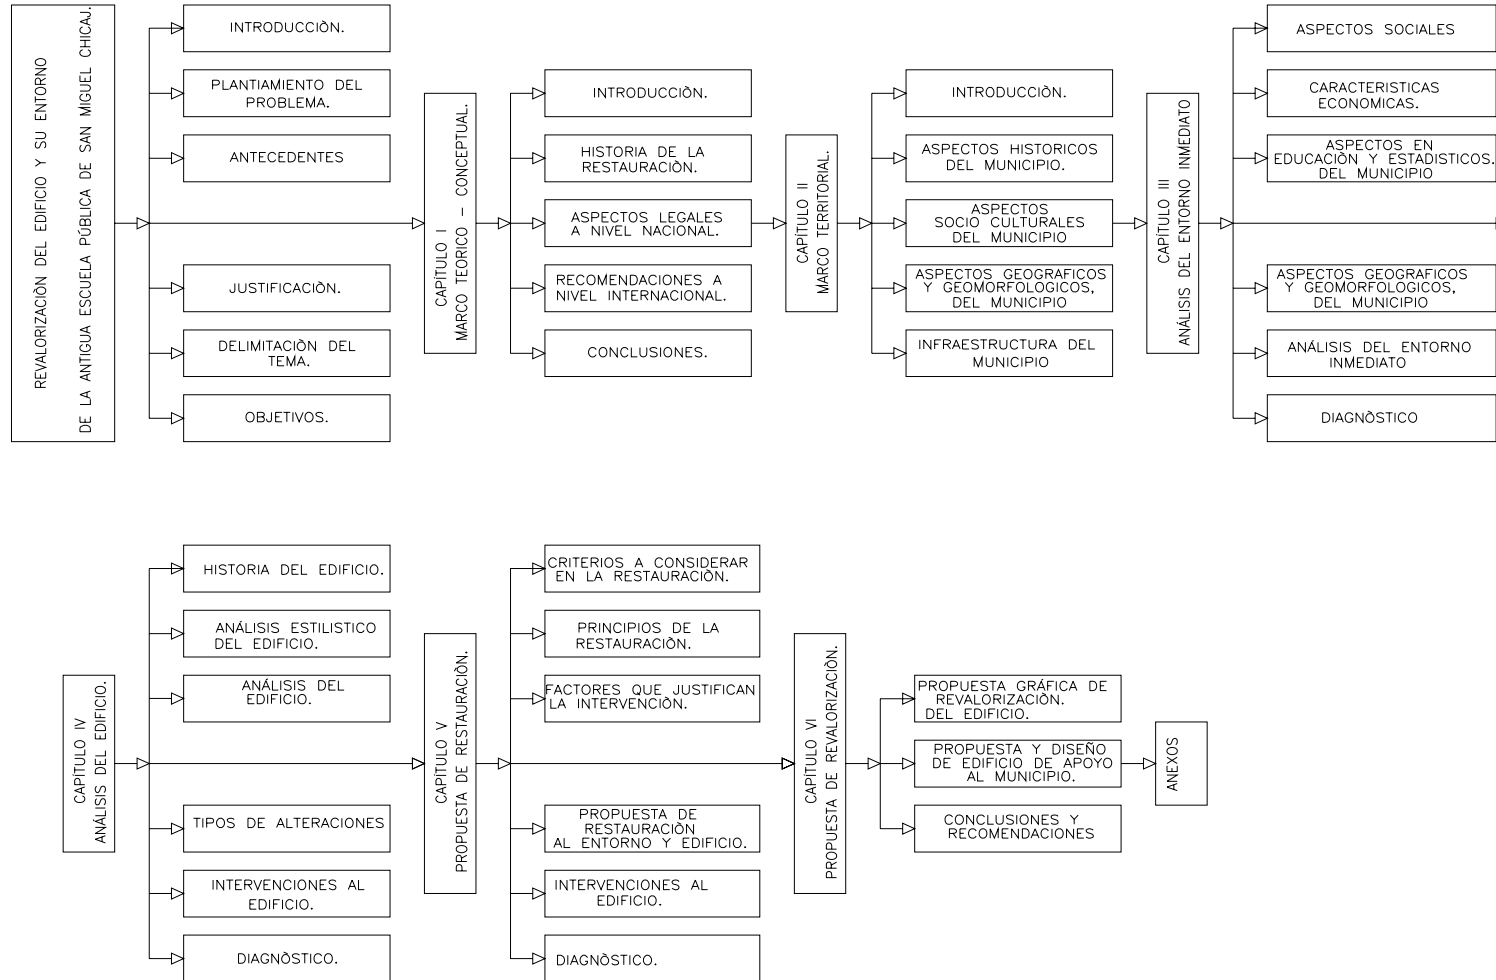 REVALORIZACIÒN DEL EDIFICIO Y SU ENTORNO
DE LA ANTIGUA ESCUELA PÚBLICA DE SAN MIGUEL CHICAJ.
INTRODUCCIÒN.
PLANTIAMIENTO DEL
PROBLEMA.
ANTECEDENTES
JUSTIFICACIÒN.
DELIMITACIÒN DEL
TEMA.
OBJETIVOS.
CAPÍTULO I
MARCO TEORICO - CONCEPTUAL.
INTRODUCCIÒN.
HISTORIA DE LA
RESTAURACIÒN.
ASPECTOS LEGALES
A NIVEL NACIONAL.
RECOMENDACIONES A
NIVEL INTERNACIONAL.
CONCLUSIONES.
CAPÍTULO II
MARCO TERRITORIAL.
INTRODUCCIÒN.
ASPECTOS HISTORICOS
DEL MUNICIPIO.
ASPECTOS
SOCIO CULTURALES
DEL MUNICIPIO
ASPECTOS GEOGRAFICOS
Y GEOMORFOLOGICOS,
DEL MUNICIPIO
INFRAESTRUCTURA DEL
MUNICIPIO
CAPÍTULO III
ANÁLISIS DEL ENTORNO INMEDIATO
ASPECTOS SOCIALES
CARACTERISTICAS
ECONOMICAS.
ASPECTOS EN
EDUCACIÒN Y ESTADISTICOS.
DEL MUNICIPIO
ASPECTOS GEOGRAFICOS
Y GEOMORFOLOGICOS,
DEL MUNICIPIO
ANÁLISIS DEL ENTORNO
INMEDIATO
DIAGNÒSTICO
CAPÍTULO IV
ANÁLISIS DEL EDIFICIO.
HISTORIA DEL EDIFICIO.
ANÁLISIS ESTILISTICO
DEL EDIFICIO.
ANÁLISIS DEL
EDIFICIO.
TIPOS DE ALTERACIONES
INTERVENCIONES AL
EDIFICIO.
DIAGNÒSTICO.
CAPÍTULO V
PROPUESTA DE RESTAURACIÒN.
CRITERIOS A CONSIDERAR
EN LA RESTAURACIÒN.
PRINCIPIOS DE LA
RESTAURACIÒN.
FACTORES QUE JUSTIFICAN
LA INTERVENCIÒN.
PROPUESTA DE
RESTAURACIÒN
AL ENTORNO Y EDIFICIO.
INTERVENCIONES AL
EDIFICIO.
DIAGNÒSTICO.
CAPÍTULO VI
PROPUESTA DE REVALORIZACIÒN.
PROPUESTA GRÁFICA DE
REVALORIZACIÒN.
DEL EDIFICIO.
PROPUESTA Y DISEÑO
DE EDIFICIO DE APOYO
AL MUNICIPIO.
CONCLUSIONES Y
RECOMENDACIONES
ANEXOS